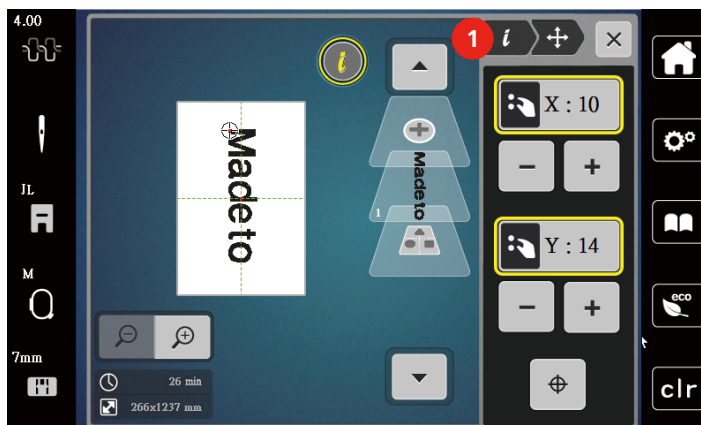 4.00
JL
M
7mm
Made to
26 min
266x1237 mm
i
Made to
1
1
i
X : 10
Y : 14
eco
clr